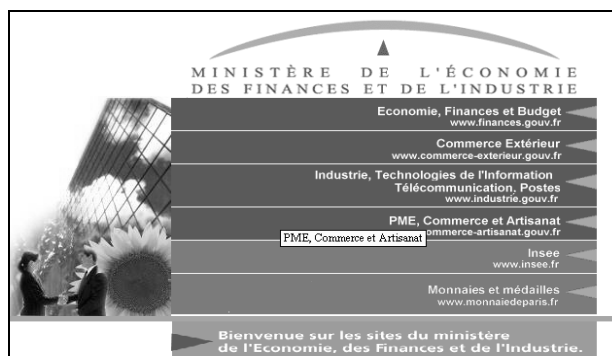 MINISTÈRE DE L'ÉCONOMIE
DES FINANCES ET DE L'INDUSTRIE
Economie, Finances et Budget
www.finances.gouv.fr
Commerce Extérieur
www.commerce-exterieur.gouv.fr
Industrie, Technologies de l'Information
Télécommunication, Postes
www.industrie.gouv.fr
PME, Commerce et Artisanat
commerce-artisanat.gouv.fr
PME, Commerce et Artisanat
Insee
www.insee.fr
Monnaies et médailles
www.monnaiedeparis.fr
Bienvenue sur les sites du ministère
de l'Economie, des Finances et de l'Industrie.